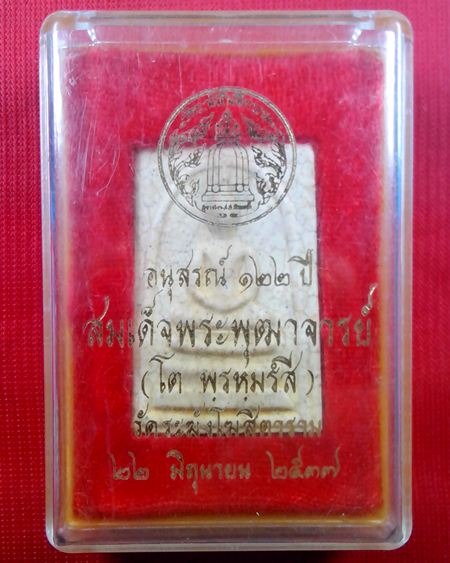 อนุสรณ์ ๑๒๒ ปี
สมเด็จพระพุฒาจารย์
(โต พฺรหฺมรํสี)
วัดระฆังโฆสิตาราม
๒๒ มิถุนายน ๒๕๓๗